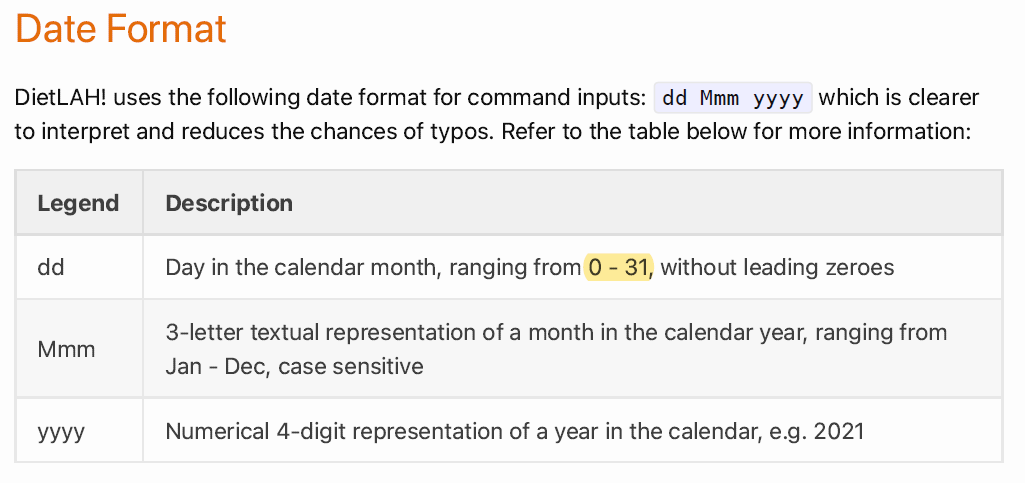 Date Format
DietLAH! uses the following date format for command inputs: dd Mmm yyyy which is clearer
to interpret and reduces the chances of typos. Refer to the table below for more information:
Legend Description
dd Day in the calendar month, ranging from 0 - 31, without leading zeroes
Mmm 3-letter textual representation of a month in the calendar year, ranging from
Jan - Dec, case sensitive
yyyy Numerical 4-digit representation of a year in the calendar, e.g. 2021